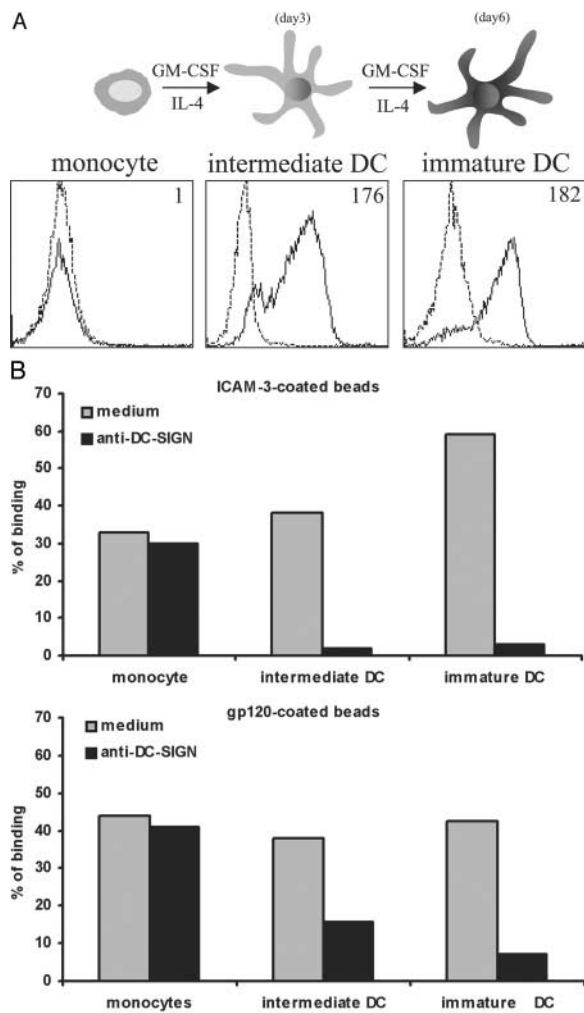 A
(day3)
(day6)
GM-CSF
IL-4
GM-CSF
IL-4
monocyte
intermediate DC
immature DC
1
176
182
B
ICAM-3-coated beads
medium
anti-DC-SIGN
% of binding
70
60
50
40
30
20
10
0
monocyte
intermediate DC
immature DC
gp120-coated beads
medium
anti-DC-SIGN
% of binding
70
60
50
40
30
20
10
0
monocytes
intermediate DC
immature DC